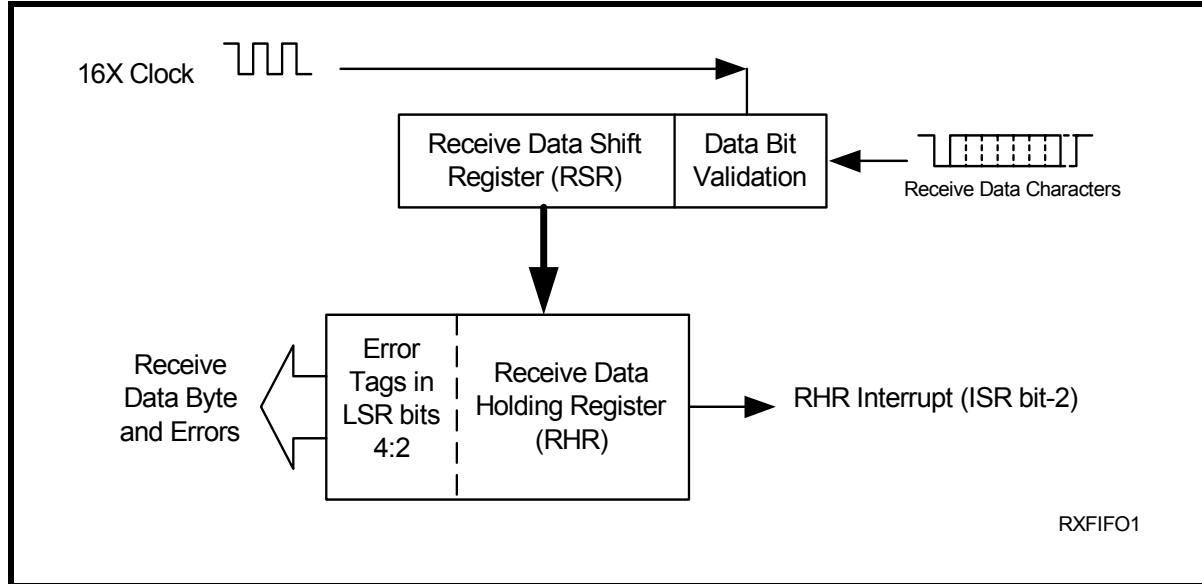 16X Clock
Receive Data Shift
Register (RSR)
Data Bit
Validation
Receive Data Characters
Receive
Data Byte
and Errors
Error
Tags in
LSR bits
4:2
Receive Data
Holding Register
(RHR)
RHR Interrupt (ISR bit-2)
RXFIFO1